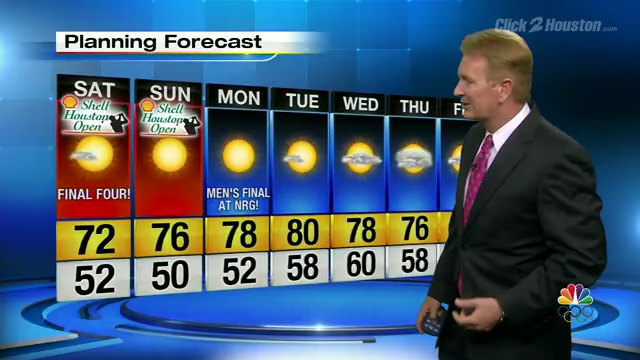 Click2Houston.com
Planning Forecast
SAT SUN MON TUE WED THU F
Shell Houston Open
Shell Houston Open
FINAL FOUR!
MEN'S FINAL AT NRG!
72 76 78 80 78 76
52 50 52 58 60 58